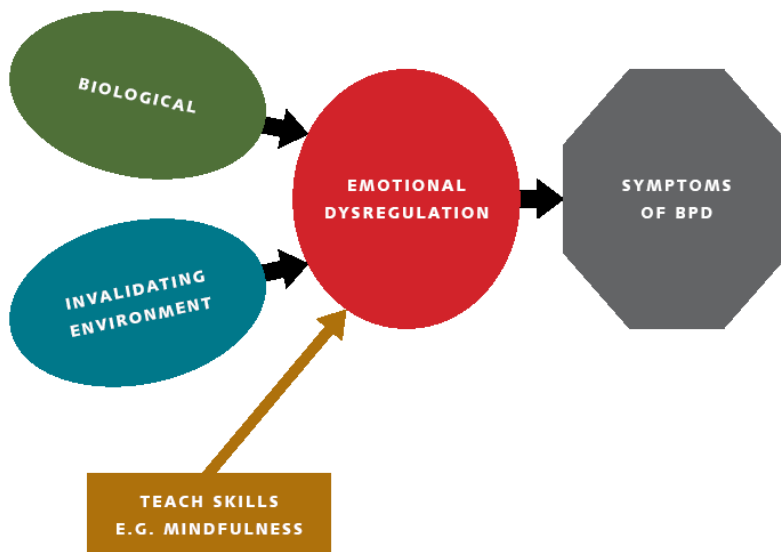 BIOLOGICAL
INVALIDATING
ENVIRONMENT
EMOTIONAL
DYSREGULATION
SYMPTOMS
OF BPD
TEACH SKILLS
E.G. MINDFULNESS